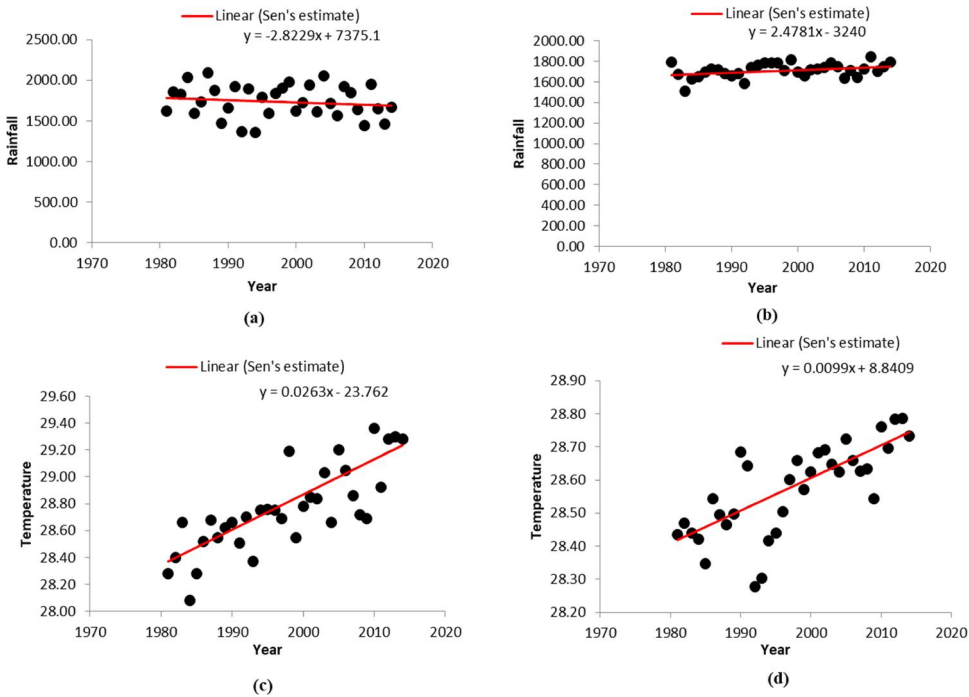 Linear (Sen's estimate)
y = -2.8229x + 7375.1
2500.00
2000.00
1500.00
1000.00
500.00
0.00
Rainfall
1970 1980 1990 2000 2010 2020
Year
(a)
Linear (Sen's estimate)
y = 2.4781x - 3240
2000.00
1800.00
1600.00
1400.00
1200.00
1000.00
800.00
600.00
400.00
200.00
0.00
Rainfall
1970 1980 1990 2000 2010 2020
Year
(b)
Linear (Sen's estimate)
y = 0.0263x - 23.762
29.60
29.40
29.20
29.00
28.80
28.60
28.40
28.20
28.00
Temperature
1970 1980 1990 2000 2010 2020
Year
(c)
Linear (Sen's estimate)
y = 0.0099x + 8.8409
28.90
28.80
28.70
28.60
28.50
28.40
28.30
28.20
Temperature
1970 1980 1990 2000 2010 2020
Year
(d)